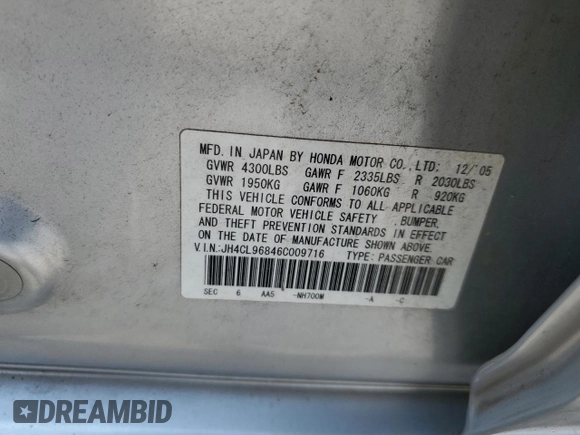 MFD. IN JAPAN BY HONDA MOTOR CO.,LTD: 12/'05
GVWR 4300LBS GAWR F 2335LBS R 2030LBS
GVWR 1950KG GAWR F 1060KG R 920KG
THIS VEHICLE CONFORMS TO ALL APPLICABLE
FEDERAL MOTOR VEHICLE SAFETY ,BUMPER,
AND THEFT PREVENTION STANDARDS IN EFFECT ON
THE DATE OF MANUFACTURE SHOWN ABOVE.
V.I.N:JH4CL96846C009716 TYPE: PASSENGER CAR
SEC 6 AA5 -NH700M -A -C
DREAMBID